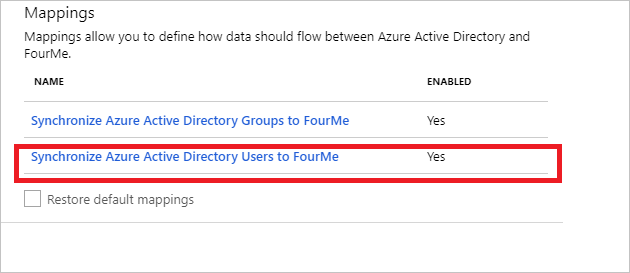 Mappings
Mappings allow you to define how data should flow between Azure Active Directory and
FourMe.
NAME ENABLED
Synchronize Azure Active Directory Groups to FourMe Yes
Synchronize Azure Active Directory Users to FourMe Yes
Restore default mappings